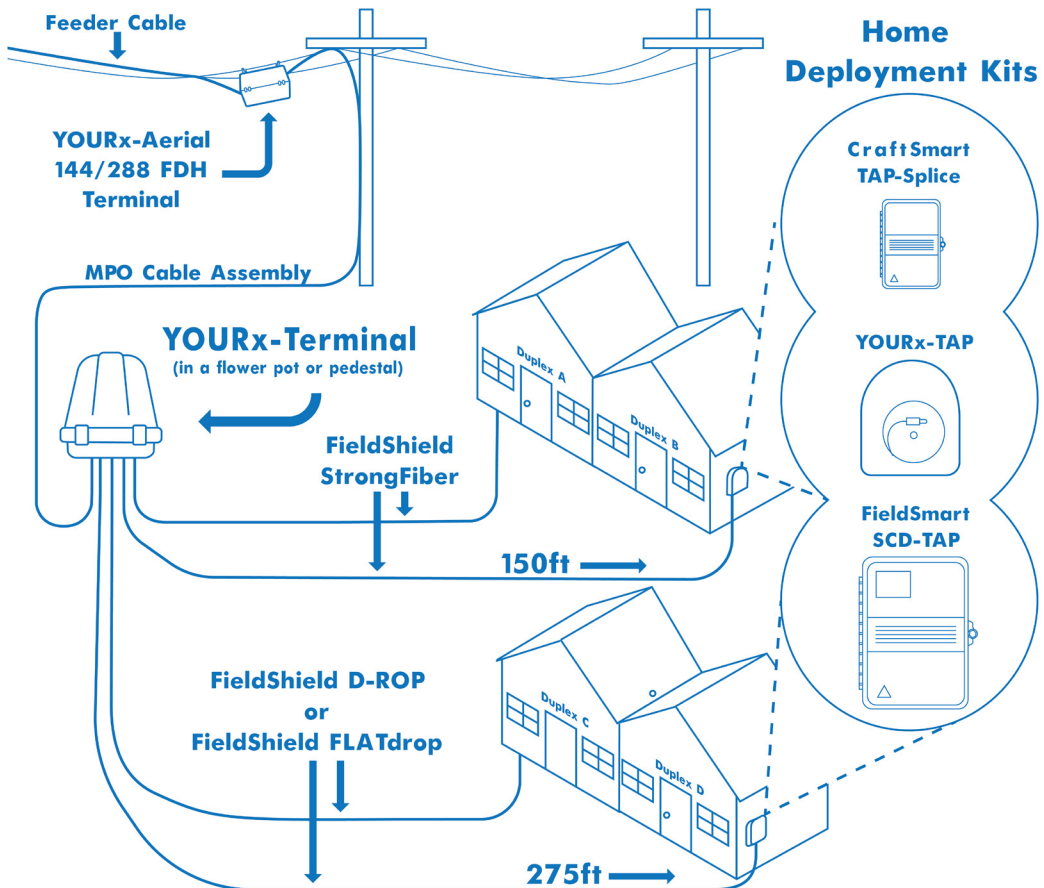 Feeder Cable
Home
Deployment Kits
YOURx-Aerial
144/288 FDH
Terminal
CraftSmart
TAP-Splice
MPO Cable Assembly
YOURx-Terminal
(in a flower pot or pedestal)
YOURx-TAP
Duplex A
Duplex B
FieldShield
StrongFiber
FieldSmart
SCD-TAP
150ft
FieldShield D-ROP
or
FieldShield FLATdrop
Duplex C
Duplex D
275ft